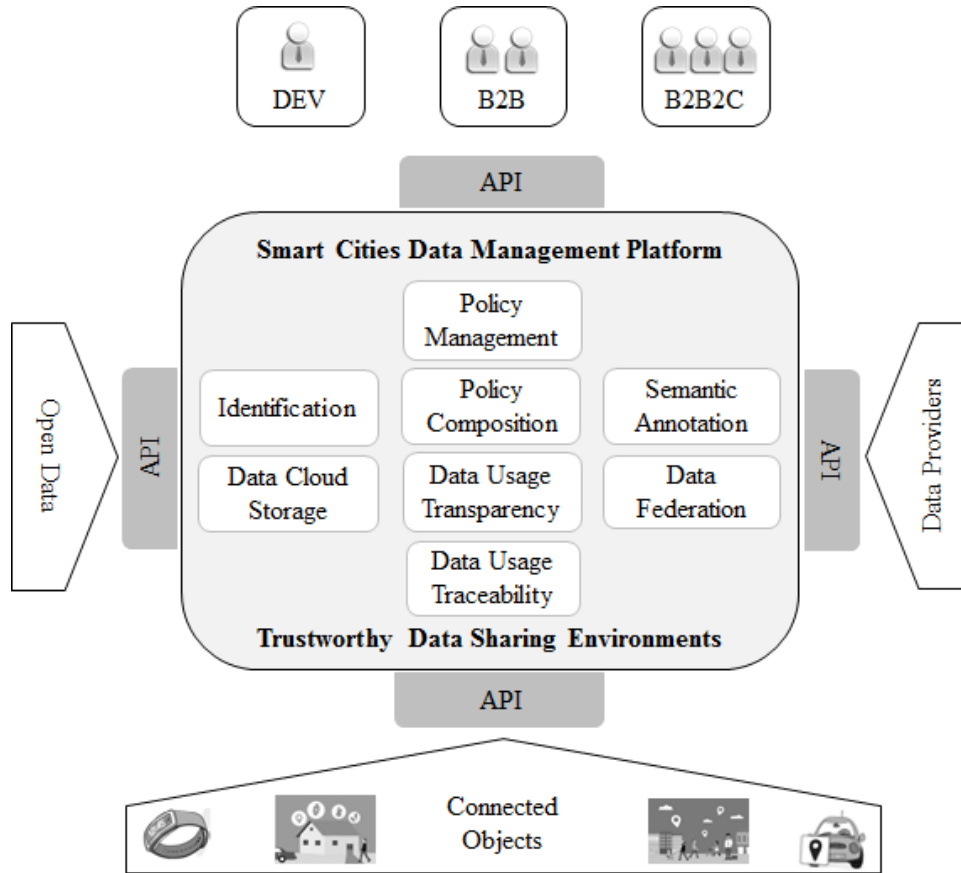 DEV
B2B
B2B2C
API
Smart Cities Data Management Platform
Policy
Management
Identification
Policy
Composition
Semantic
Annotation
Data Cloud
Storage
Data Usage
Transparency
Data
Federation
Data Usage
Traceability
Trustworthy Data Sharing Environments
Open Data
API
API
Data Providers
API
Connected
Objects